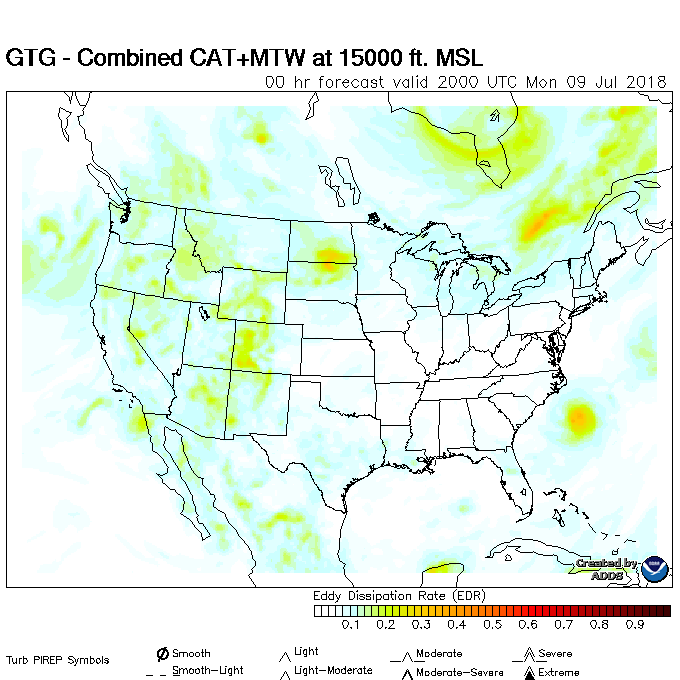 GTG - Combined CAT+MTW at 15000 ft. MSL
00 hr forecast valid 2000 UTC Mon 09 Jul 2018
Created by
ADDS
NOAA
Eddy Dissipation Rate (EDR)
0.1 0.2 0.3 0.4 0.5 0.6 0.7 0.8 0.9
Turb PIREP Symbols
Smooth Light Moderate Severe
Smooth-Light Light-Moderate Moderate-Severe Extreme